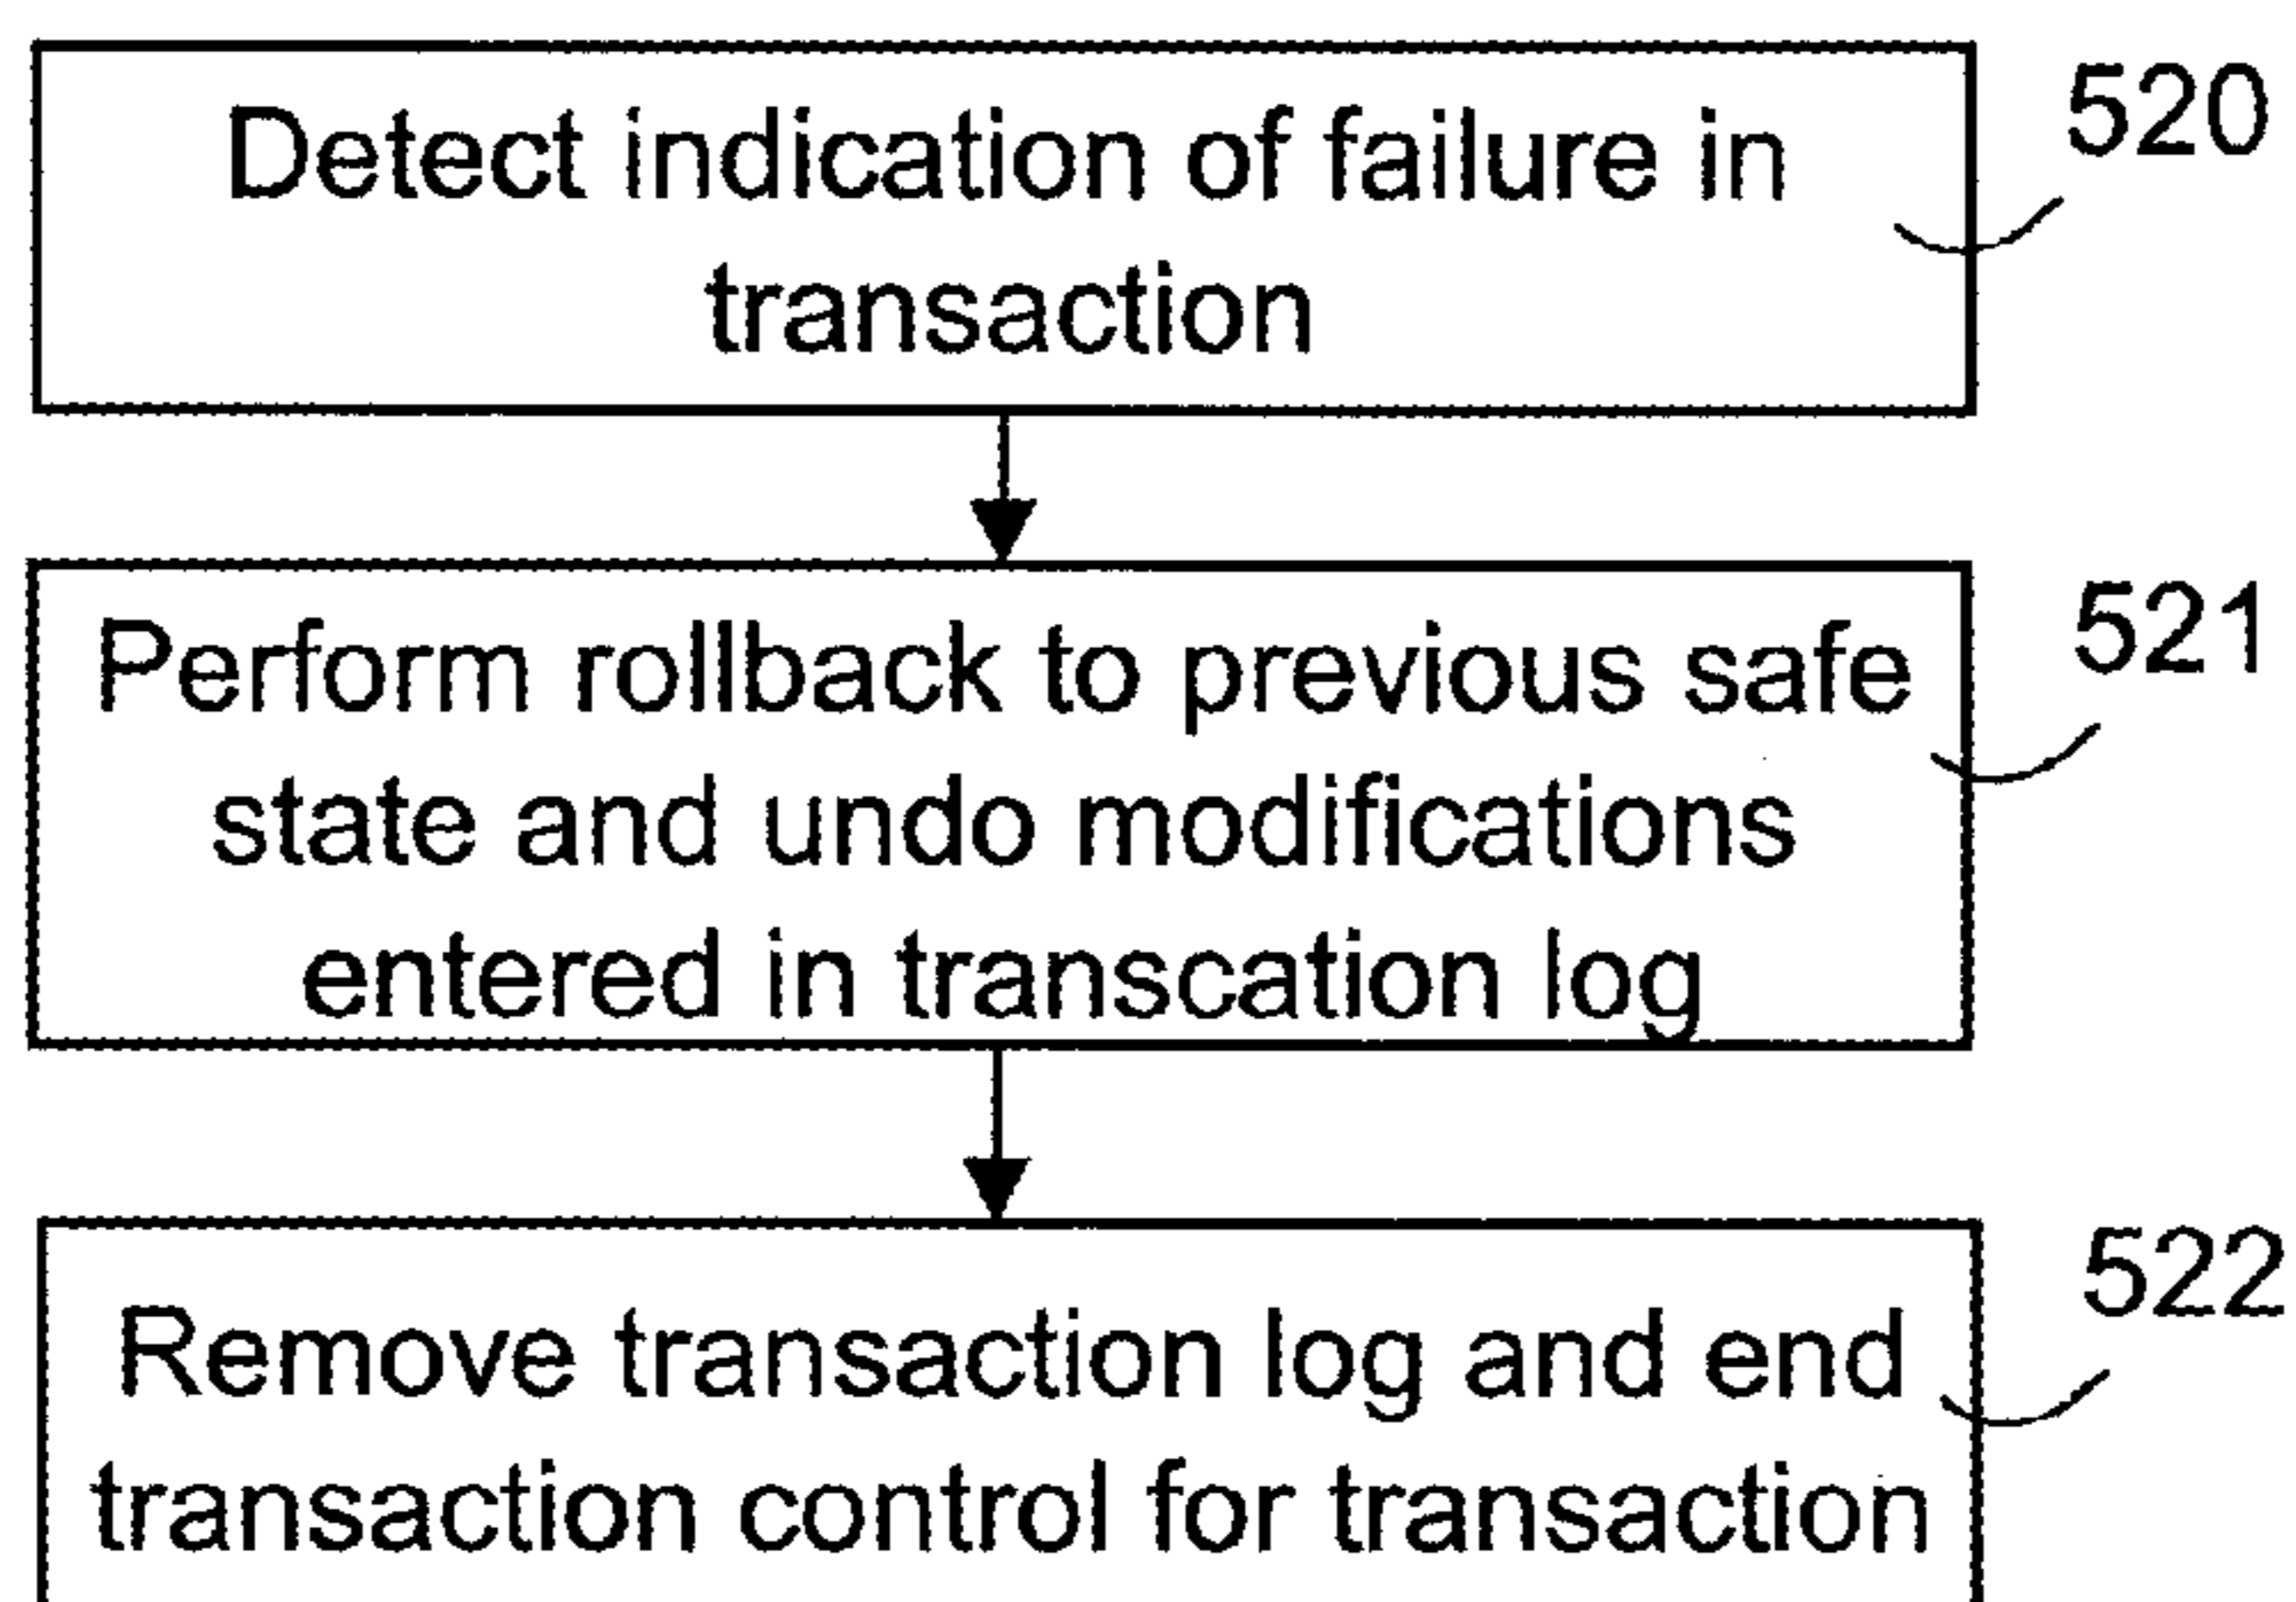 Detect indication of failure in
transaction
520
Perform rollback to previous safe
state and undo modifications
entered in transcation log
521
Remove transaction log and end
transaction control for transaction
522